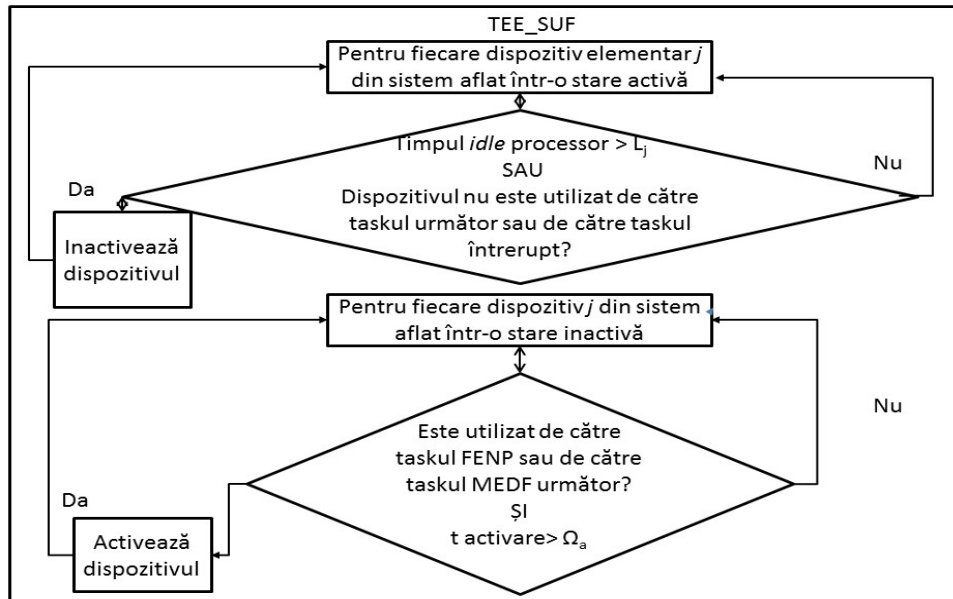 TEE_SUF
Pentru fiecare dispozitiv elementar j
din sistem aflat într-o stare activă
Timpul idle processor > Lj
SAU
Dispozitivul nu este utilizat de către
taskul următor sau de către taskul
întrerupt?
Da
Nu
Inactivează
dispozitivul
Pentru fiecare dispozitiv j din sistem
aflat într-o stare inactivă
Este utilizat de către
taskul FENP sau de către
taskul MEDF următor?
ȘI
t activare> Ωa
Da
Nu
Activează
dispozitivul